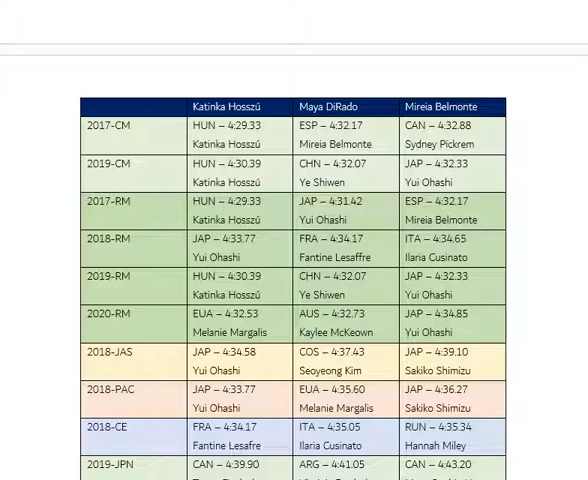 Katinka Hosszú Maya DiRado Mireia Belmonte
2017-CM HUN – 4:29.33 ESP – 4:32.17 CAN – 4:32.88
Katinka Hosszú Mireia Belmonte Sydney Pickrem
2019-CM HUN – 4:30.39 CHN – 4:32.07 JAP – 4:32.33
Katinka Hosszú Ye Shiwen Yui Ohashi
2017-RM HUN – 4:29.33 JAP – 4:31.42 ESP – 4:32.17
Katinka Hosszú Yui Ohashi Mireia Belmonte
2018-RM JAP – 4:33.77 FRA – 4:34.17 ITA – 4:34.65
Yui Ohashi Fantine Lesaffre Ilaria Cusinato
2019-RM HUN – 4:30.39 CHN – 4:32.07 JAP – 4:32.33
Katinka Hosszú Ye Shiwen Yui Ohashi
2020-RM EUA – 4:32.53 AUS – 4:32.73 JAP – 4:34.85
Melanie Margalis Kaylee McKeown Yui Ohashi
2018-JAS JAP – 4:34.58 COS – 4:37.43 JAP – 4:39.10
Yui Ohashi Seoyeong Kim Sakiko Shimizu
2018-PAC JAP – 4:33.77 EUA – 4:35.60 JAP – 4:36.27
Yui Ohashi Melanie Margalis Sakiko Shimizu
2018-CE FRA – 4:34.17 ITA – 4:35.05 RUN – 4:35.34
Fantine Lesafre Ilaria Cusinato Hannah Miley
2019-JPN CAN – 4:39.90 ARG – 4:41.05 CAN – 4:43.20